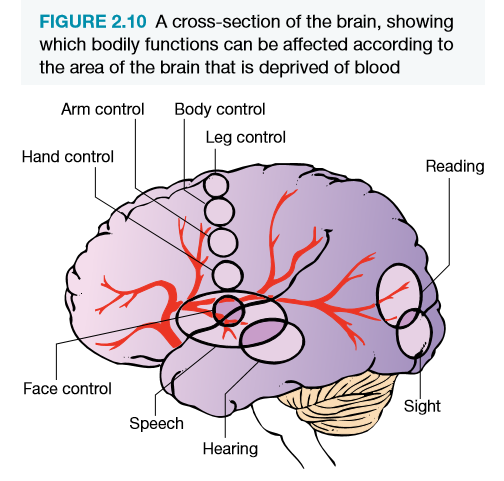 FIGURE 2.10 A cross-section of the brain, showing
which bodily functions can be affected according to
the area of the brain that is deprived of blood
Arm control
Body control
Leg control
Hand control
Reading
Face control
Speech
Sight
Hearing